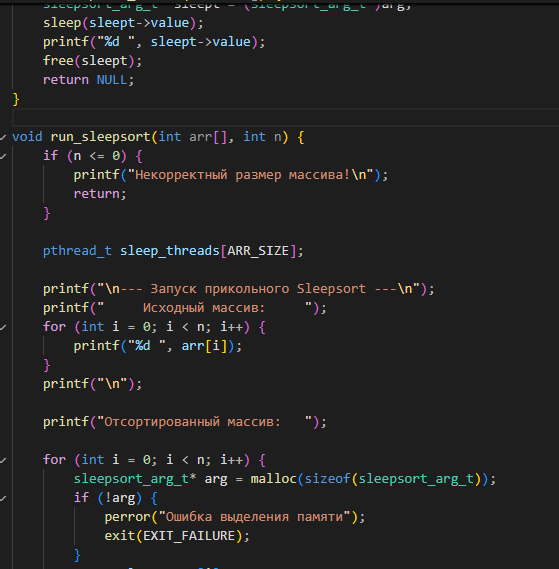 sleepsort_arg_t* sleept = (sleepsort_arg_t*)arg;
    sleep(sleept->value);
    printf("%d ", sleept->value);
    free(sleept);
    return NULL;
}

void run_sleepsort(int arr[], int n) {
    if (n <= 0) {
        printf("Некорректный размер массива!\n");
        return;
    }

    pthread_t sleep_threads[ARR_SIZE];

    printf("\n--- Запуск прикольного Sleepsort ---\n");
    printf("     Исходный массив:     ");
    for (int i = 0; i < n; i++) {
        printf("%d ", arr[i]);
    }
    printf("\n");

    printf("Отсортированный массив:   ");

    for (int i = 0; i < n; i++) {
        sleepsort_arg_t* arg = malloc(sizeof(sleepsort_arg_t));
        if (!arg) {
            perror("Ошибка выделения памяти");
            exit(EXIT_FAILURE);
        }